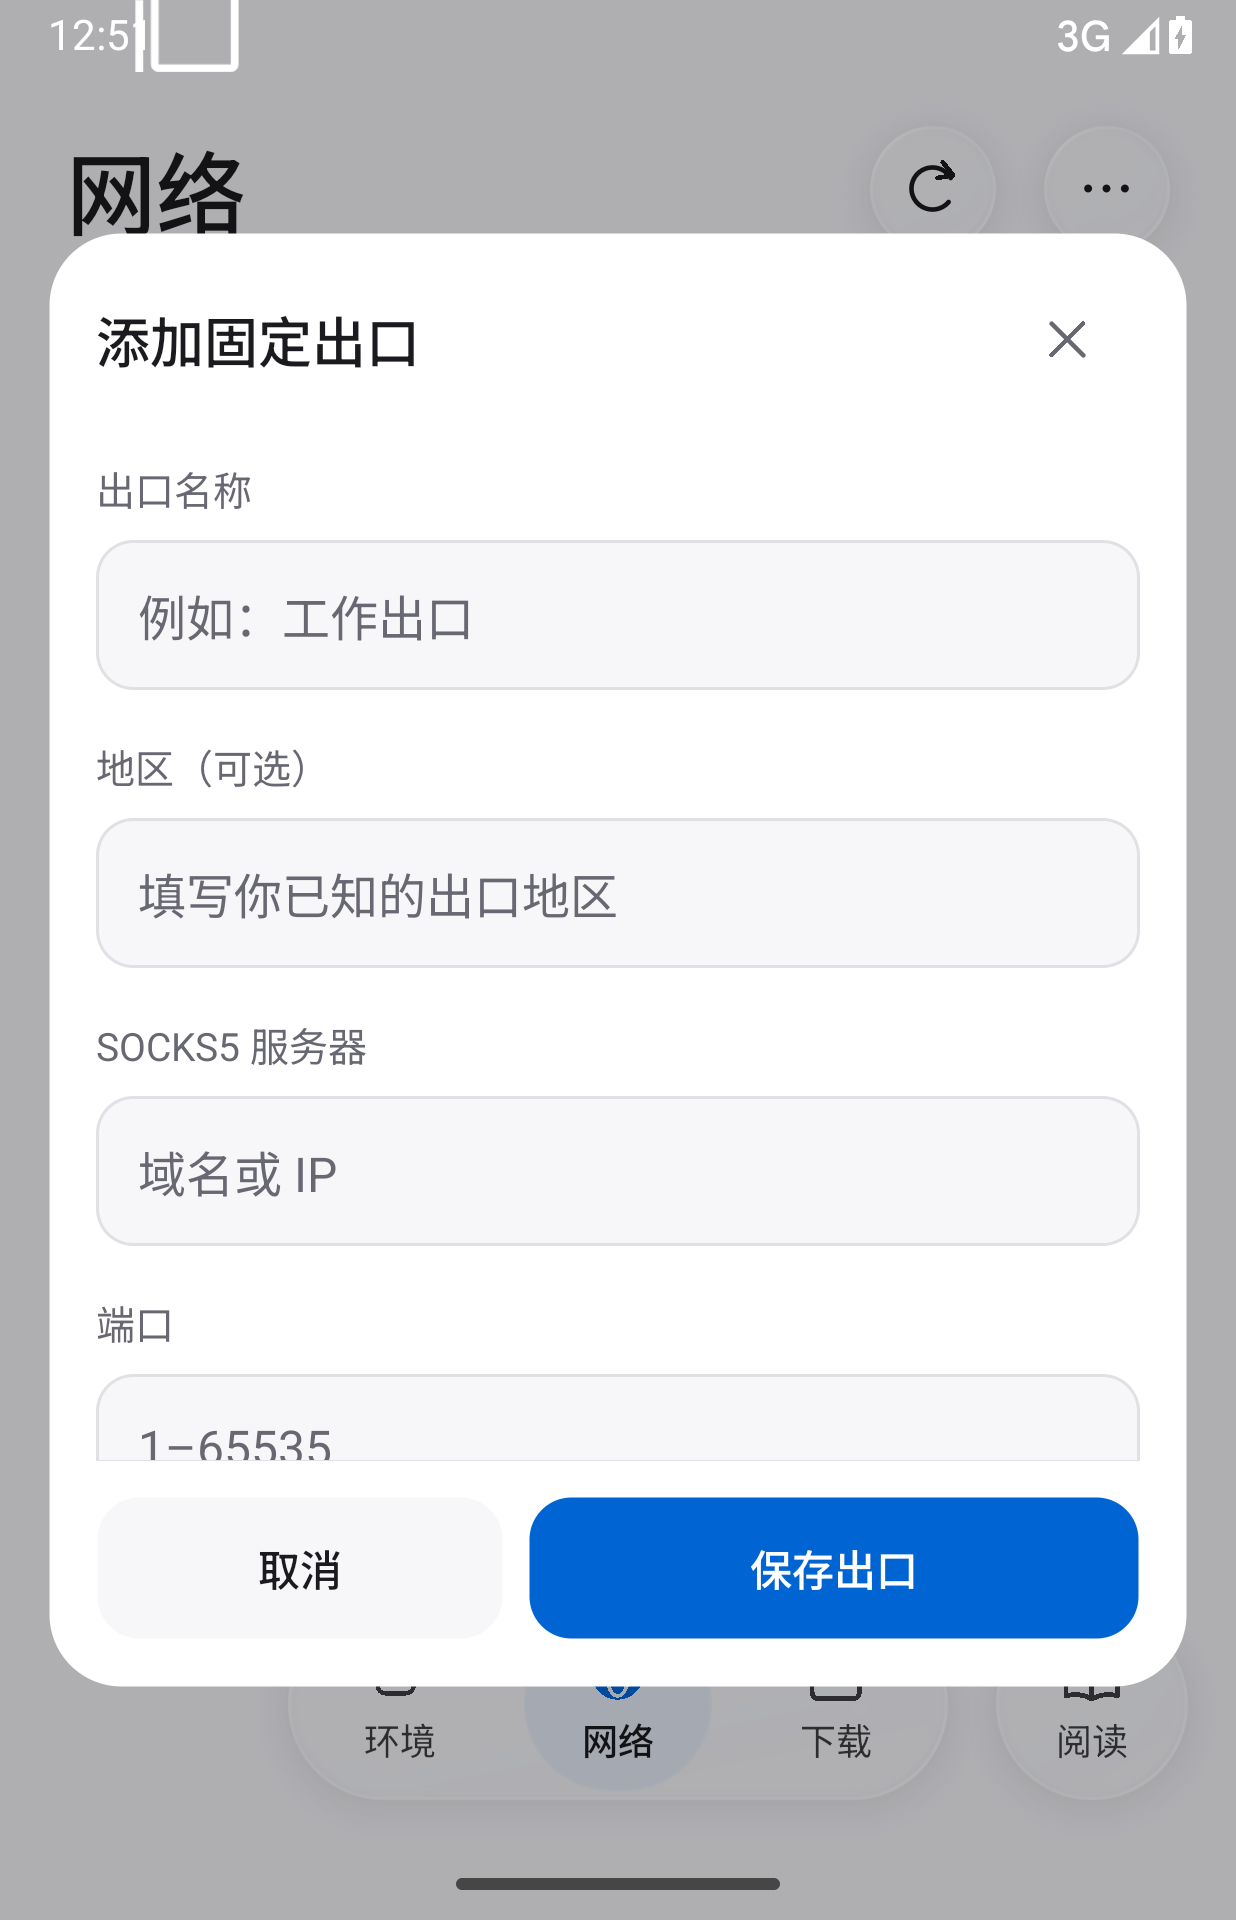 12:51
3G
网络
添加固定出口
出口名称
例如：工作出口
地区（可选）
填写你已知的出口地区
SOCKS5 服务器
域名或 IP
端口
1–65535
取消
保存出口
环境
网络
下载
阅读